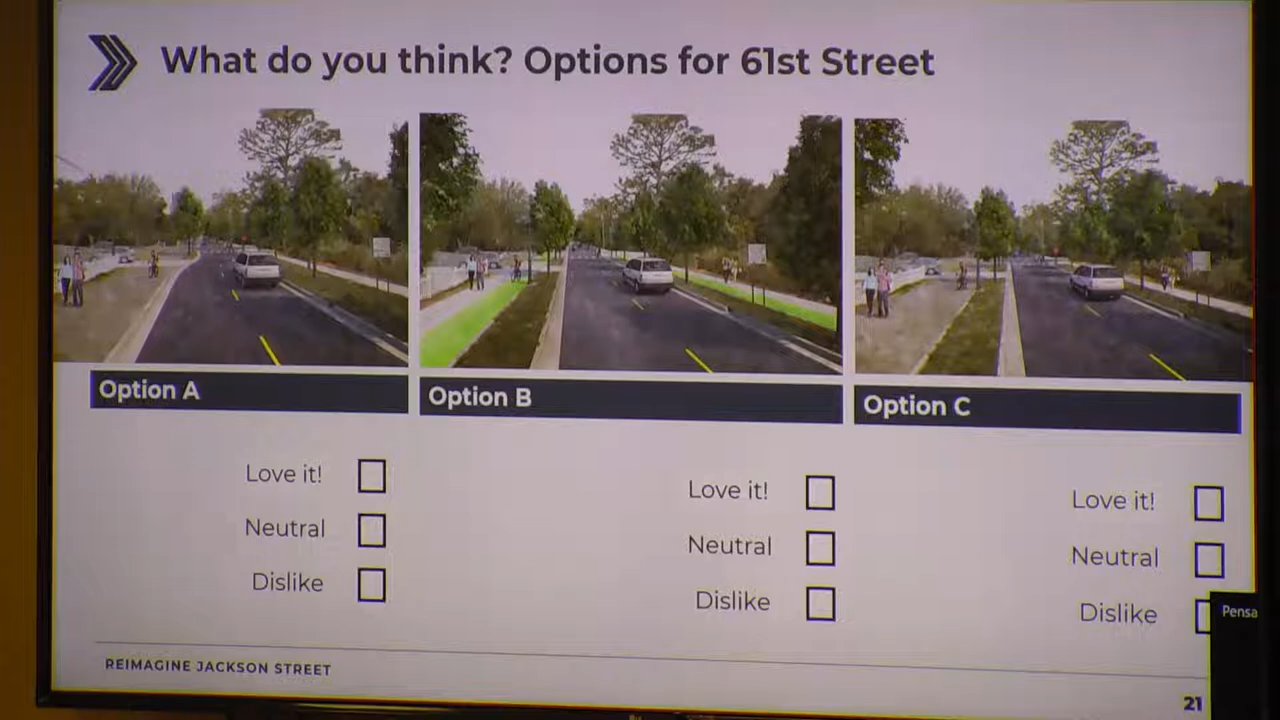 What do you think? Options for 61st Street
Option A
Option B
Option C
Love it!
Neutral
Dislike
Love it!
Neutral
Dislike
Love it!
Neutral
Dislike
Pensa
REIMAGINE JACKSON STREET
21